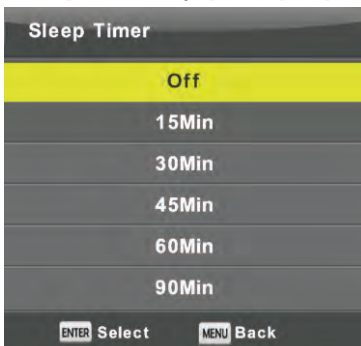 Sleep Timer
Off
15Min
30Min
45Min
60Min
90Min
ENTER Select MENU Back